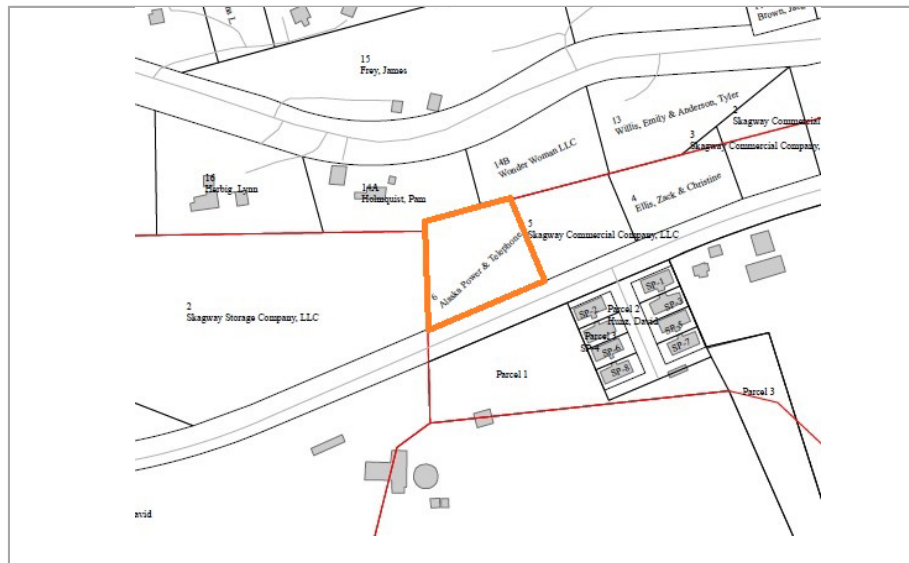 Brown, Jack
15
Frey, James
13
Willis, Emily & Anderson, Tyler
2
Skagway Commercial
3
Skagway Commercial Company,
14B
Wonder Woman LLC
16
Herbig, Lynn
14A
Holmquist, Pam
4
Ellis, Zack & Christine
5
Skagway Commercial Company, LLC
6
Alaska Power & Telephone
2
Skagway Storage Company, LLC
SP-1
SP-2
SP-3
Parcel 2
Hunz, David
SP-5
Parcel 3
SP-4
SP-6
SP-7
SP-8
Parcel 1
Parcel 3
avid